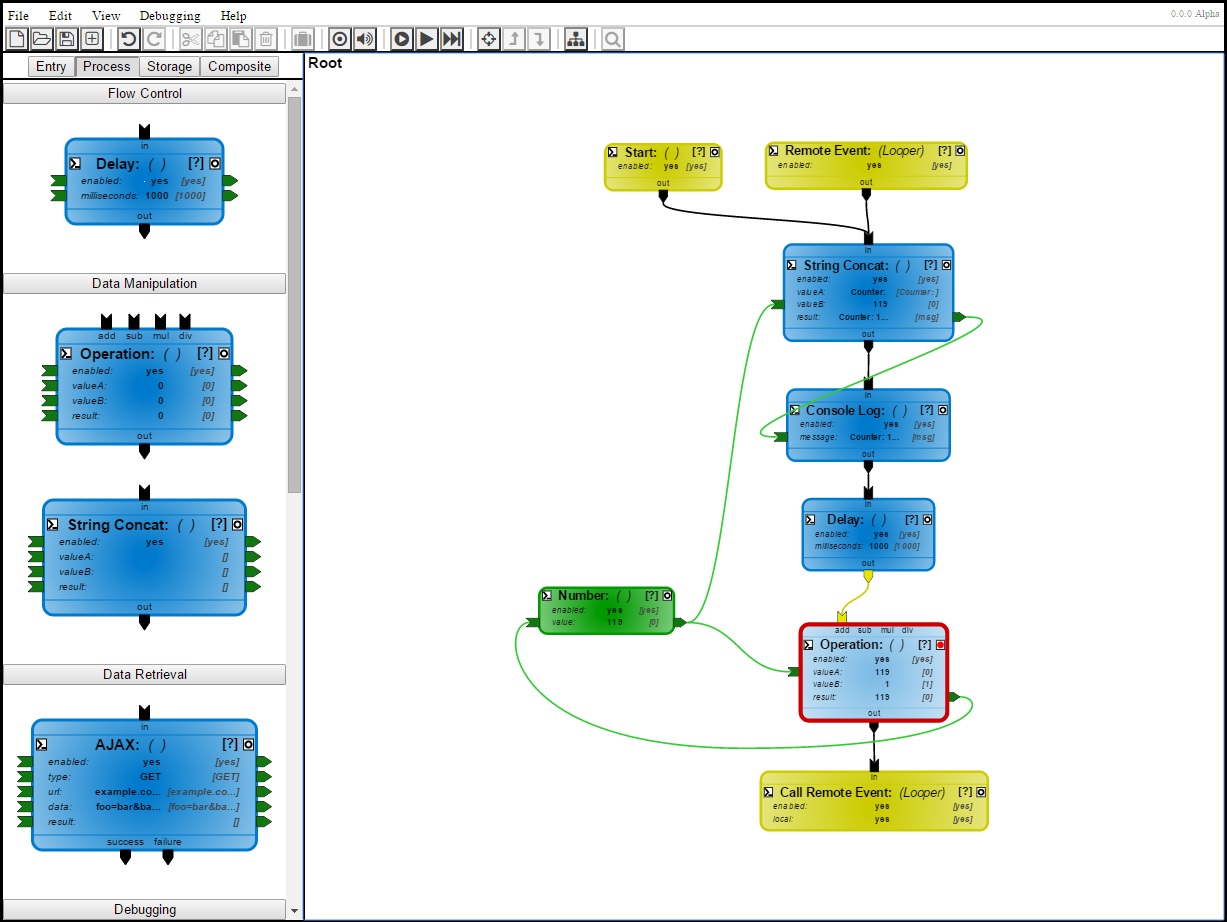 File Edit View Debugging Help
0.0.0 Alpha
Entry Process Storage Composite
Root
Flow Control
in
Delay: ( ) [?]
enabled: yes [yes]
milliseconds: 1000 [1000]
out
Data Manipulation
add sub mul div
Operation: ( ) [?]
enabled: yes [yes]
valueA: 0 [0]
valueB: 0 [0]
result: 0 [0]
out
in
String Concat: ( ) [?]
enabled: yes [yes]
valueA: []
valueB: []
result: []
out
Data Retrieval
in
AJAX: ( ) [?]
enabled: yes [yes]
type: GET [GET]
url: example.co... [example.co...]
data: foo=bar&ba... [foo=bar&ba...]
result: []
success failure
Debugging
Start: ( ) [?]
enabled: yes [yes]
out
Remote Event: (Looper) [?]
enabled: yes [yes]
out
in
String Concat: ( ) [?]
enabled: yes [yes]
valueA: Counter: [Counter: ]
valueB: 119 [0]
result: Counter: 1... [msg]
out
in
Console Log: ( ) [?]
enabled: yes [yes]
message: Counter: 1... [msg]
out
in
Delay: ( ) [?]
enabled: yes [yes]
milliseconds: 1000 [1000]
out
Number: ( ) [?]
enabled: yes [yes]
value: 119 [0]
add sub mul div
Operation: ( ) [?]
enabled: yes [yes]
valueA: 119 [0]
valueB: 1 [1]
result: 119 [0]
out
in
Call Remote Event: (Looper) [?]
enabled: yes [yes]
local: yes [yes]